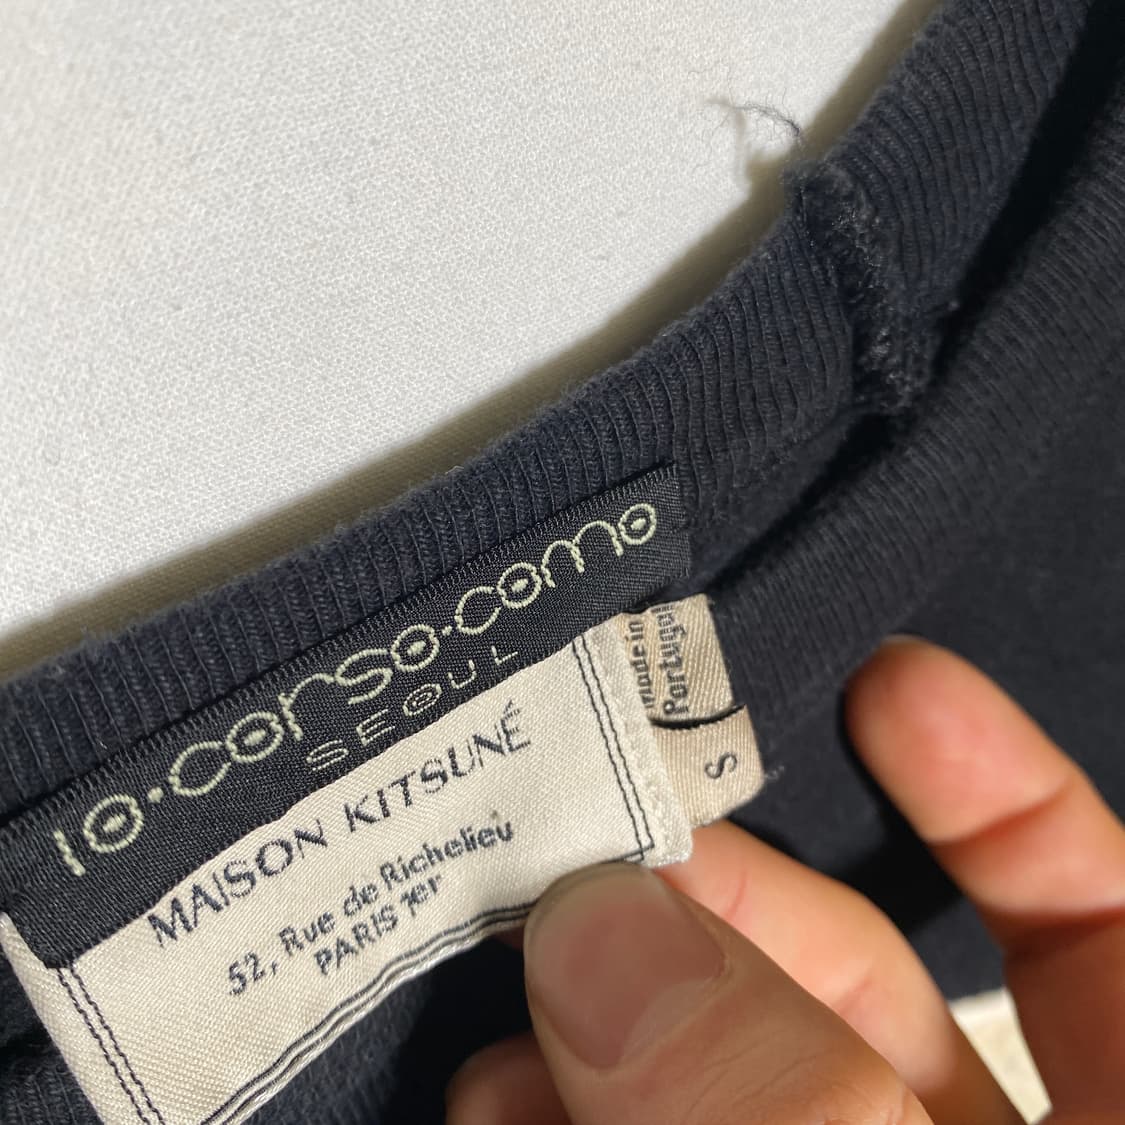 10·corso·como
SEOUL
MAISON KITSUNÉ
52, Rue de Richelieu
PARIS 1er
Made in
Portugal
S